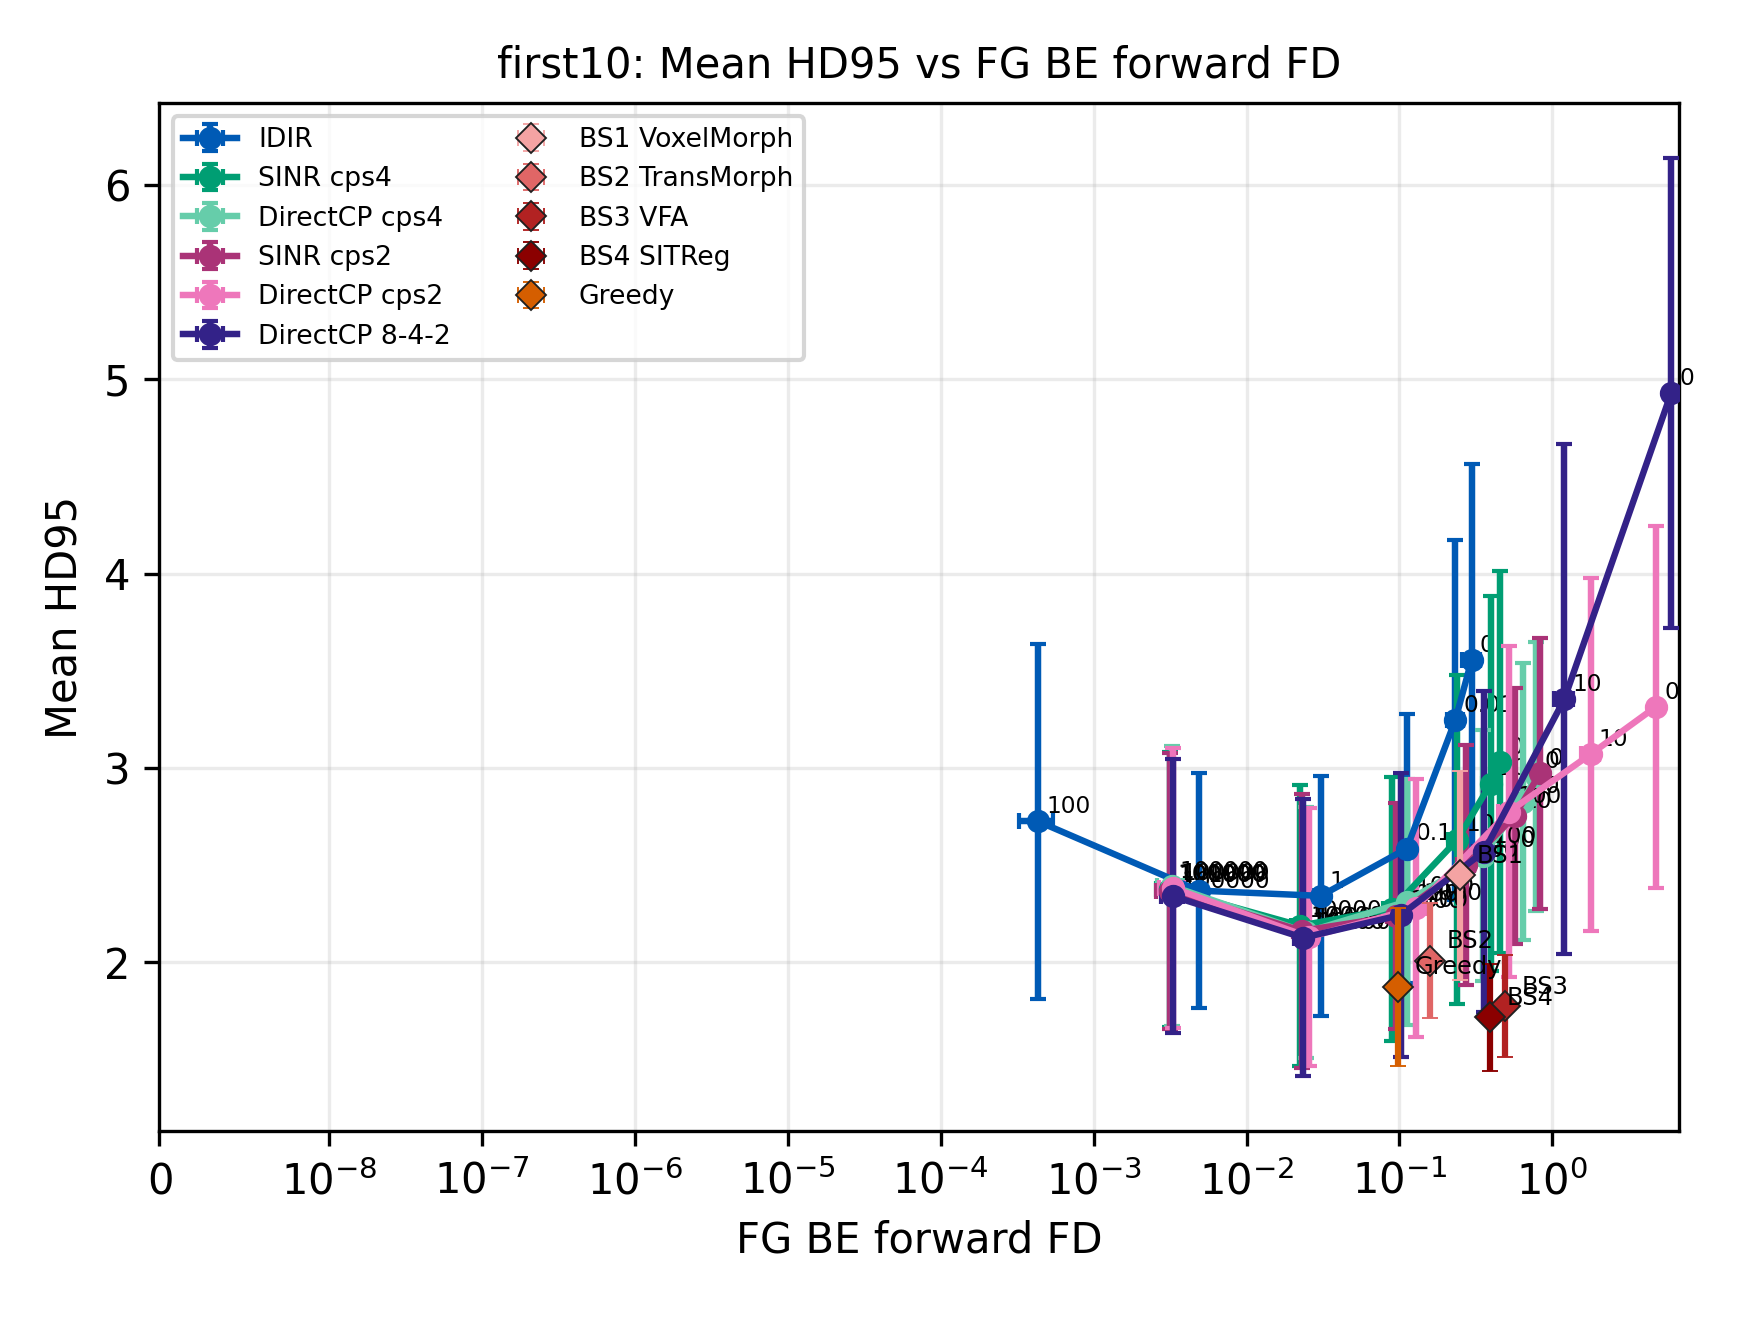 first10: Mean HD95 vs FG BE forward FD
IDIR
SINR cps4
DirectCP cps4
SINR cps2
DirectCP cps2
DirectCP 8-4-2
BS1 VoxelMorph
BS2 TransMorph
BS3 VFA
BS4 SITReg
Greedy
Mean HD95
6
5
4
3
2
0
0
10
0
10
100
1
0.1
BS1
BS2
Greedy
BS3
BS4
0
10⁻⁸
10⁻⁷
10⁻⁶
10⁻⁵
10⁻⁴
10⁻³
10⁻²
10⁻¹
10⁰
FG BE forward FD